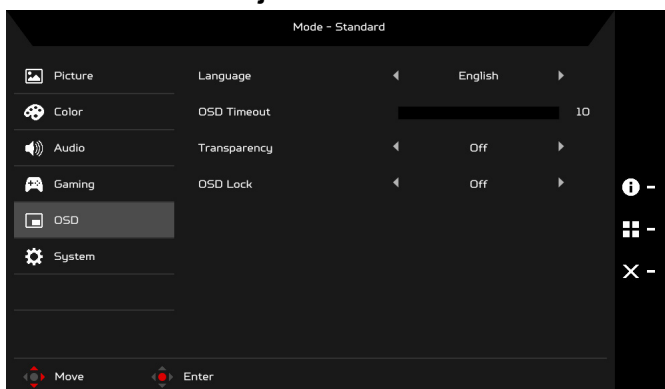 Mode - Standard
Picture
Language English
Color
OSD Timeout 10
Audio
Transparency Off
Gaming
OSD Lock Off
OSD
System
Move Enter